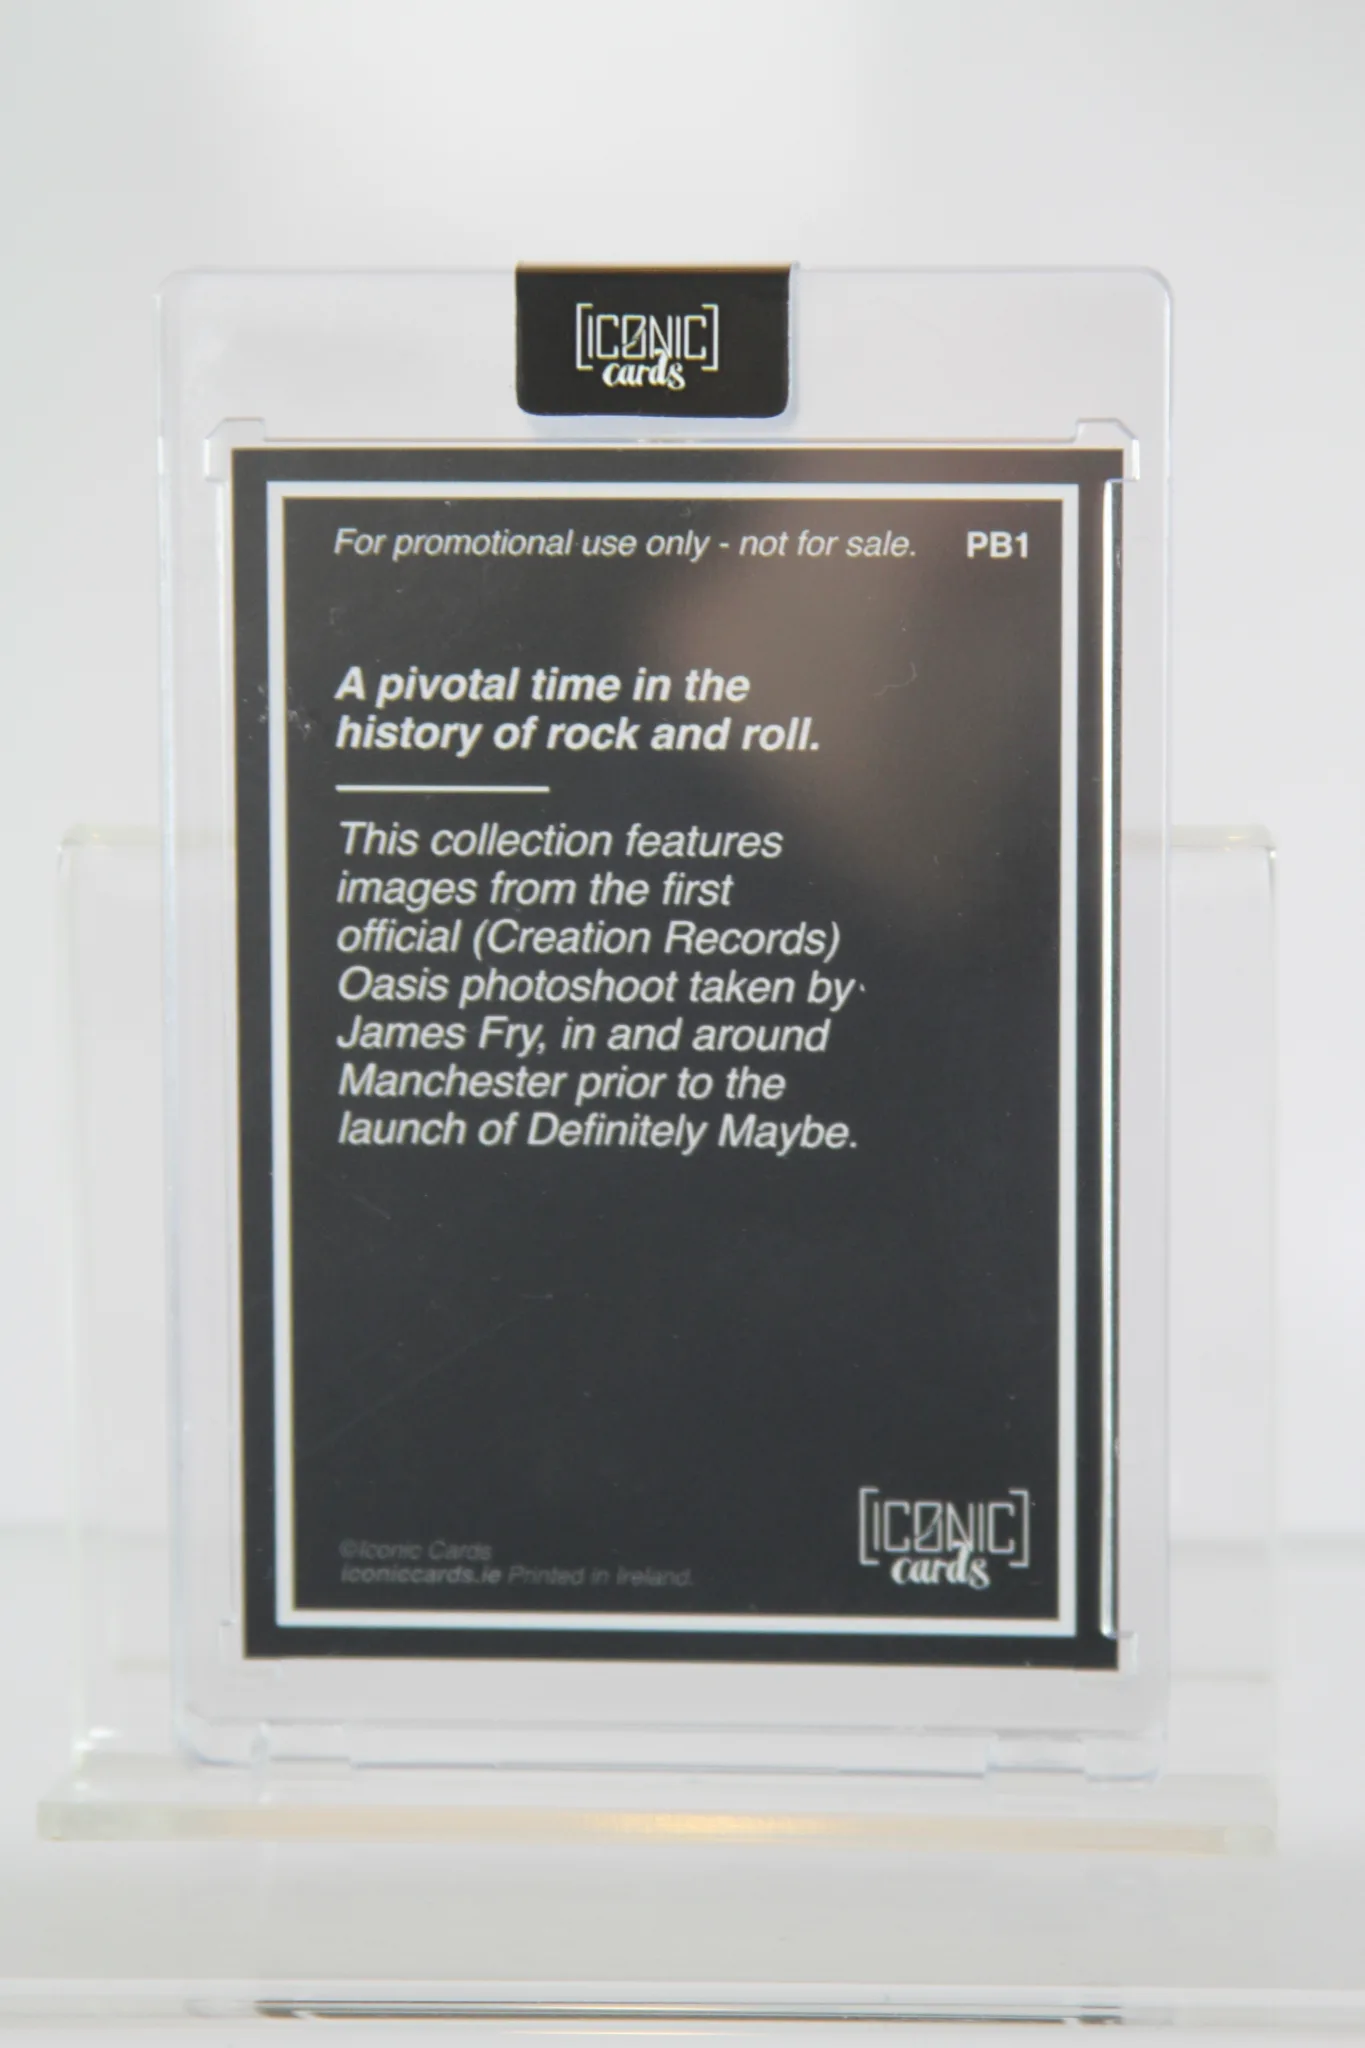 [ICONIC]
cards
For promotional use only - not for sale. PB1
A pivotal time in the
history of rock and roll.
This collection features
images from the first
official (Creation Records)
Oasis photoshoot taken by
James Fry, in and around
Manchester prior to the
launch of Definitely Maybe.
©Iconic Cards
iconiccards.ie Printed in Ireland.
[ICONIC]
cards